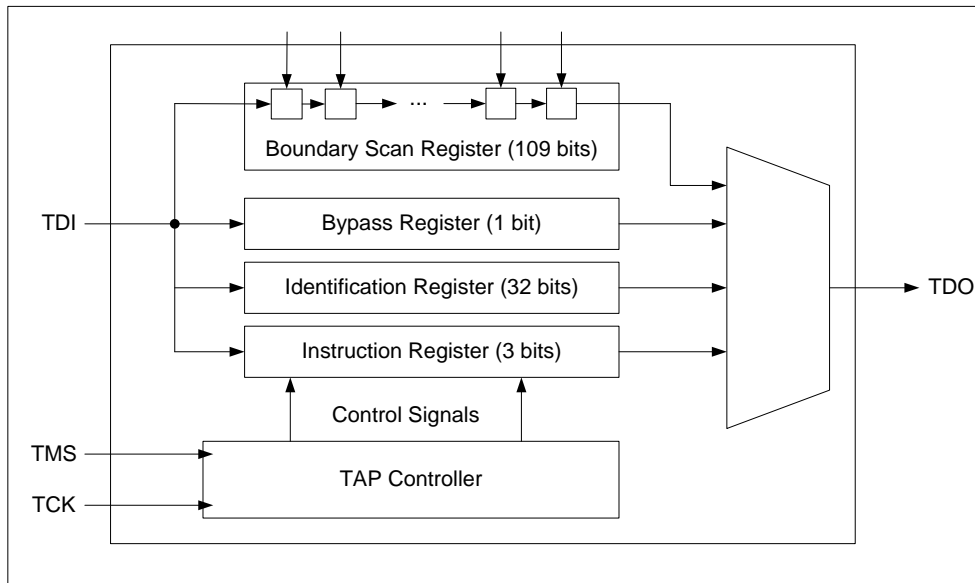 ...
Boundary Scan Register (109 bits)
TDI
Bypass Register (1 bit)
Identification Register (32 bits)
TDO
Instruction Register (3 bits)
Control Signals
TMS
TAP Controller
TCK